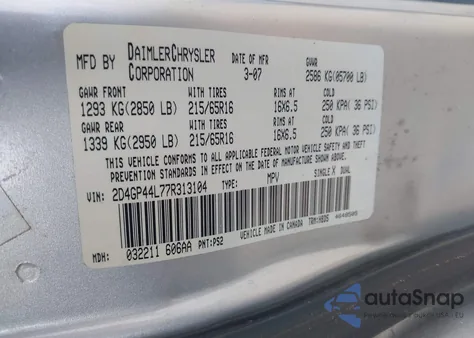 MFD BY DAIMLERCHRYSLER CORPORATION DATE OF MFR 3-07 GVWR 2586 KG(05700 LB)
GAWR FRONT WITH TIRES RIMS AT COLD
1293 KG(2850 LB) 215/65R16 16X6.5 250 KPA( 36 PSI)
GAWR REAR WITH TIRES RIMS AT COLD
1339 KG(2950 LB) 215/65R16 16X6.5 250 KPA( 36 PSI)
THIS VEHICLE CONFORMS TO ALL APPLICABLE FEDERAL MOTOR VEHICLE SAFETY AND THEFT
PREVENTION STANDARDS IN EFFECT ON THE DATE OF MANUFACTURE SHOWN ABOVE.
VIN: 2D4GP44L77R313104 TYPE: MPV SINGLE X DUAL
MDH: 032211 606AA PNT:PS2 VEHICLE MADE IN CANADA TRM:
autoSnap